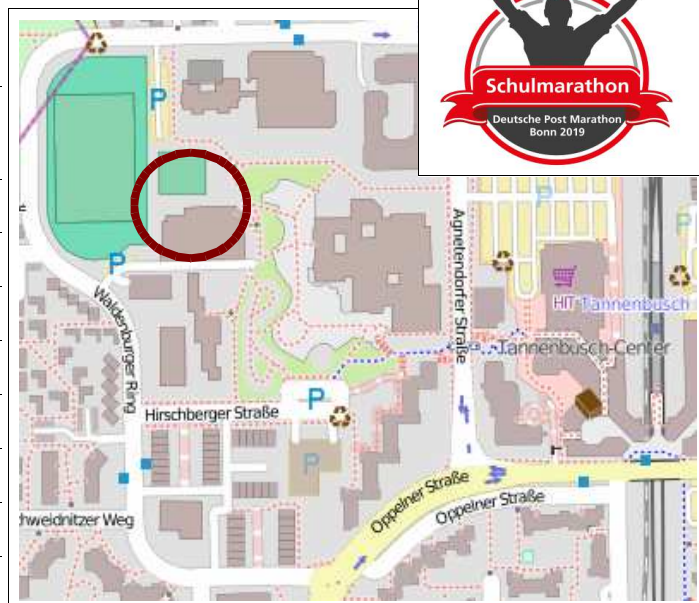 Schulmarathon
Deutsche Post Marathon
Bonn 2019
P
P
P
P
P
P
Agnetendorfer Straße
HIT Tannenbusch
Tannenbusch-Center
Waldenburger Ring
Hirschberger Straße
Oppelner Straße
Oppelner Straße
hweidnitzer Weg